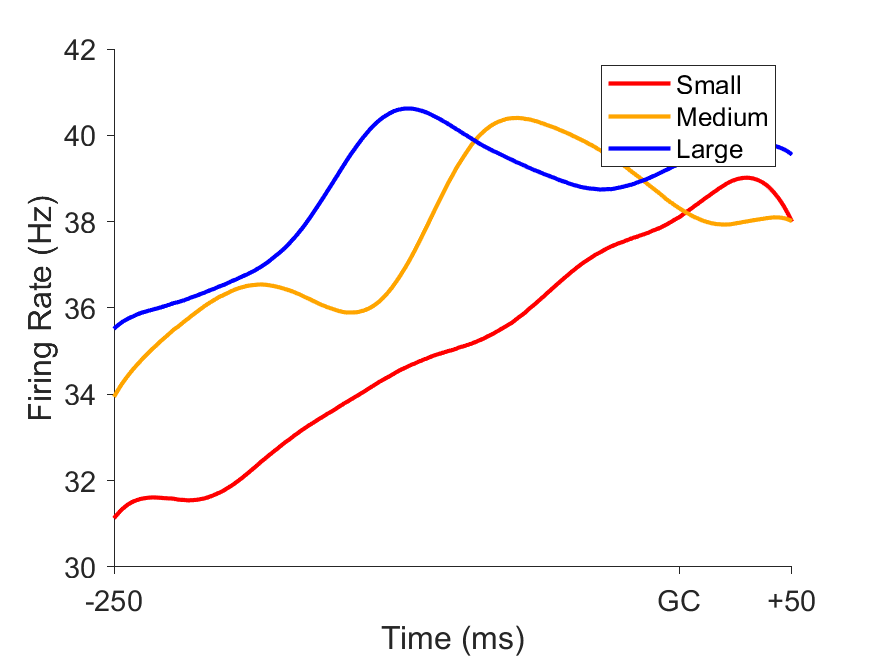 42
40
38
36
34
32
30
Firing Rate (Hz)
Small
Medium
Large
-250
GC
+50
Time (ms)